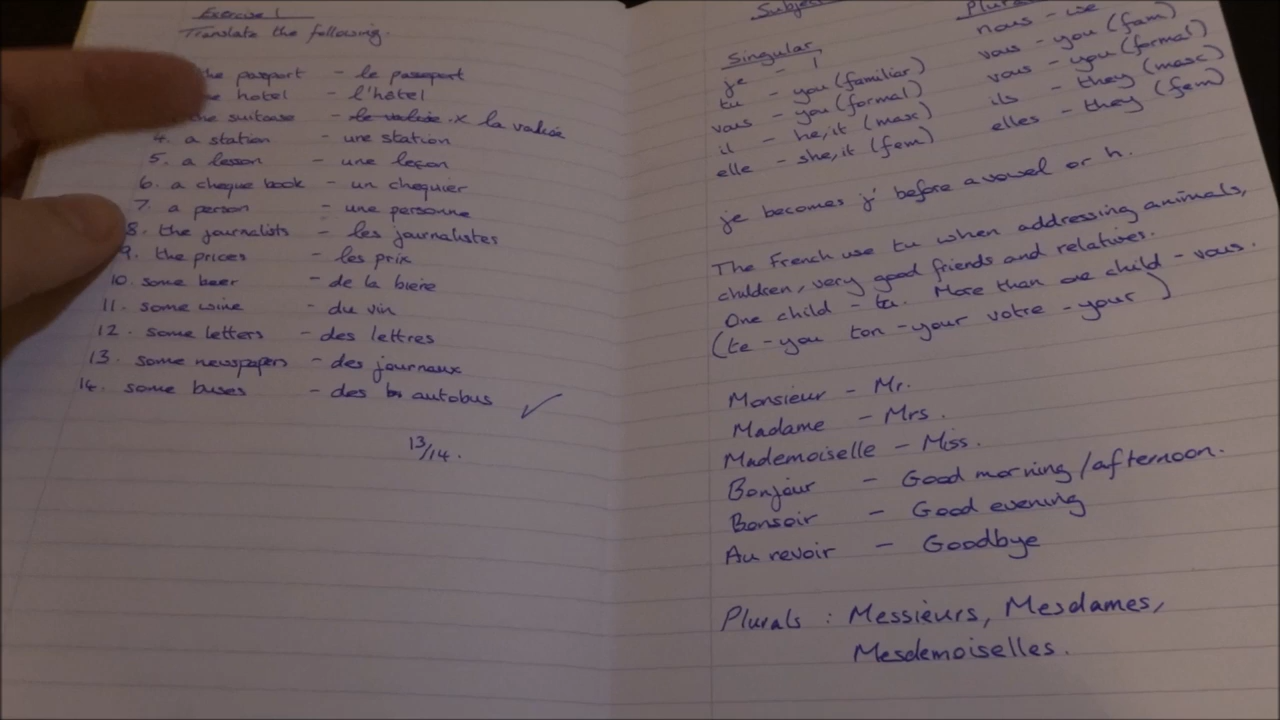 Exercise 1
Translate the following.
the passport - le passeport
hotel - l'hôtel
the suitcase - le valise x la valise
4. a station - une station
5. a lesson - une leçon
6. a cheque book - un chequier
7. a person - une personne
8. the journalists - les journalistes
9. the prices - les prix
10. some beer - de la biere
11. some wine - du vin
12. some letters - des lettres
13. some newspapers - des journaux
14. some buses - des autobus ✓
13/14.
Subject
Singular
je - I
tu - you (familiar)
vous - you (formal)
il - he, it (masc)
elle - she, it (fem)
nous - we
vous - you (fam)
vous - you (formal)
ils - they (masc)
elles - they (fem)
je becomes j' before a vowel or h.
The French use tu when addressing animals,
children, very good friends and relatives.
One child - tu. More than one child - vous.
(te - you ton - your votre - your)
Monsieur - Mr.
Madame - Mrs.
Mademoiselle - Miss.
Bonjour - Good morning/afternoon.
Bonsoir - Good evening
Au revoir - Goodbye
Plurals : Messieurs, Mesdames,
Mesdemoiselles.